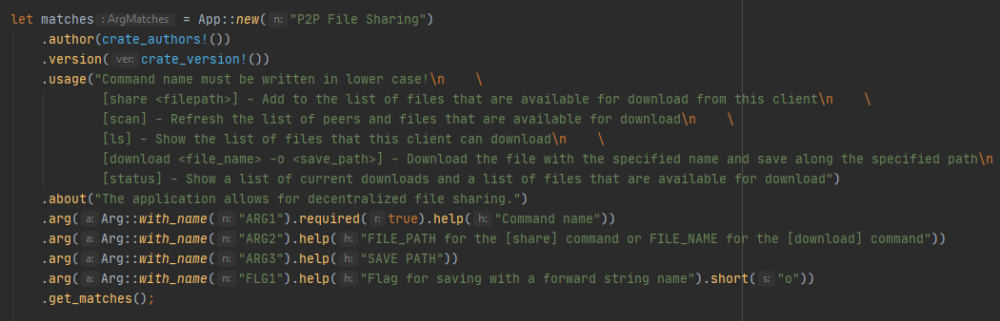 let matches : ArgMatches = App::new( n: "P2P File Sharing")
    .author(crate_authors!())
    .version( ver: crate_version!())
    .usage("Command name must be written in lower case!\n    \
            [share <filepath>] - Add to the list of files that are available for download from this client\n    \
            [scan] - Refresh the list of peers and files that are available for download\n    \
            [ls] - Show the list of files that this client can download\n    \
            [download <file_name> -o <save_path>] - Download the file with the specified name and save along the specified path\n
            [status] - Show a list of current downloads and a list of files that are available for download")
    .about("The application allows for decentralized file sharing.")
    .arg( a: Arg::with_name( n: "ARG1").required( r: true).help( h: "Command name"))
    .arg( a: Arg::with_name( n: "ARG2").help( h: "FILE_PATH for the [share] command or FILE_NAME for the [download] command"))
    .arg( a: Arg::with_name( n: "ARG3").help( h: "SAVE PATH"))
    .arg( a: Arg::with_name( n: "FLG1").help( h: "Flag for saving with a forward string name").short( s: "o"))
    .get_matches();